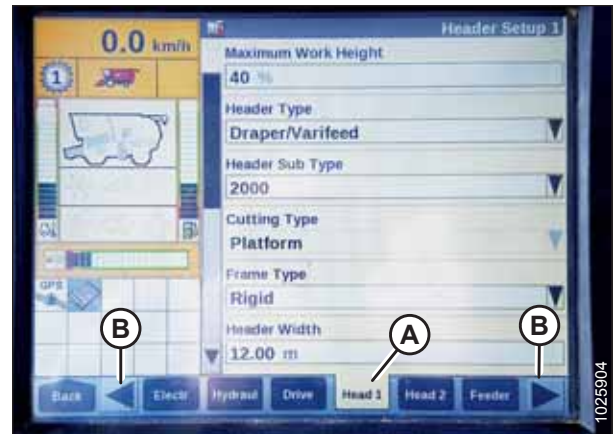 0.0 km/h
Header Setup 1
1
Maximum Work Height
40 %
Header Type
Draper/Varifeed
Header Sub Type
2000
Cutting Type
Platform
Frame Type
Rigid
GPS
Header Width
12.00 m
B
A
B
Back
Electr
Hydraul
Drive
Head 1
Head 2
Feeder
1025904